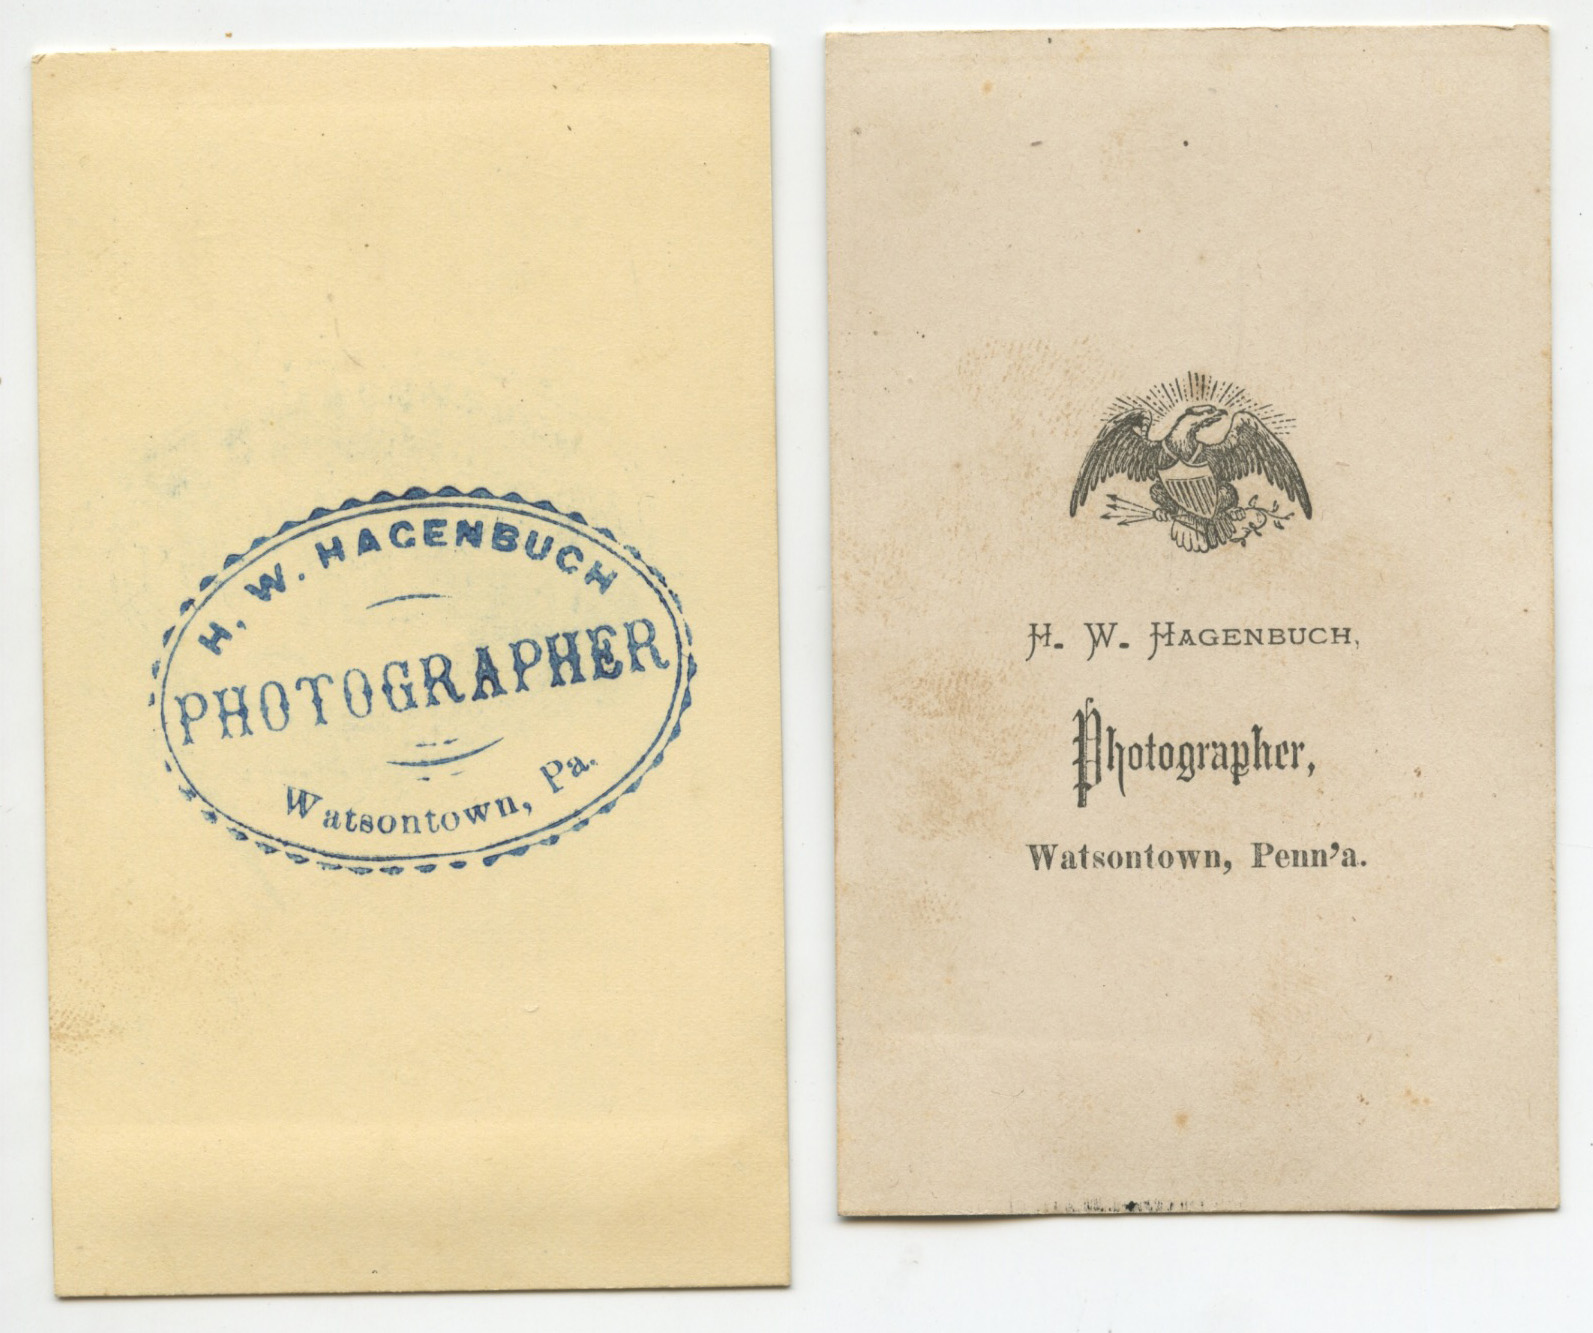 H. W. HAGENBUCH
PHOTOGRAPHER
Watsontown, Pa.
H. W. HAGENBUCH,
Photographer,
Watsontown, Penn'a.